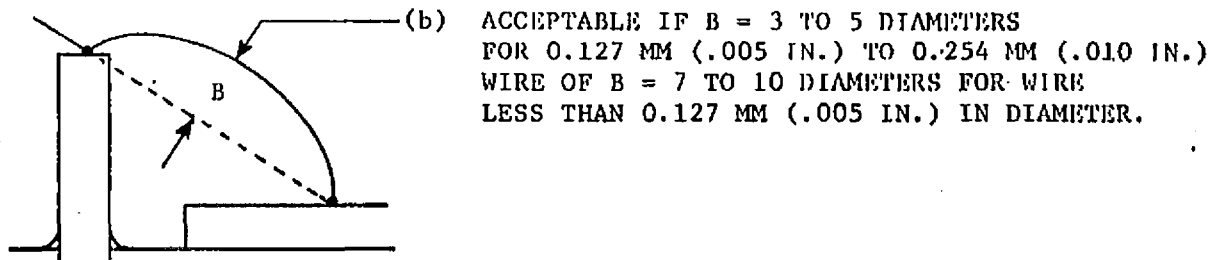 (b) ACCEPTABLE IF B = 3 TO 5 DIAMETERS
FOR 0.127 MM (.005 IN.) TO 0.254 MM (.010 IN.)
B
WIRE OF B = 7 TO 10 DIAMETERS FOR WIRE
LESS THAN 0.127 MM (.005 IN.) IN DIAMETER.